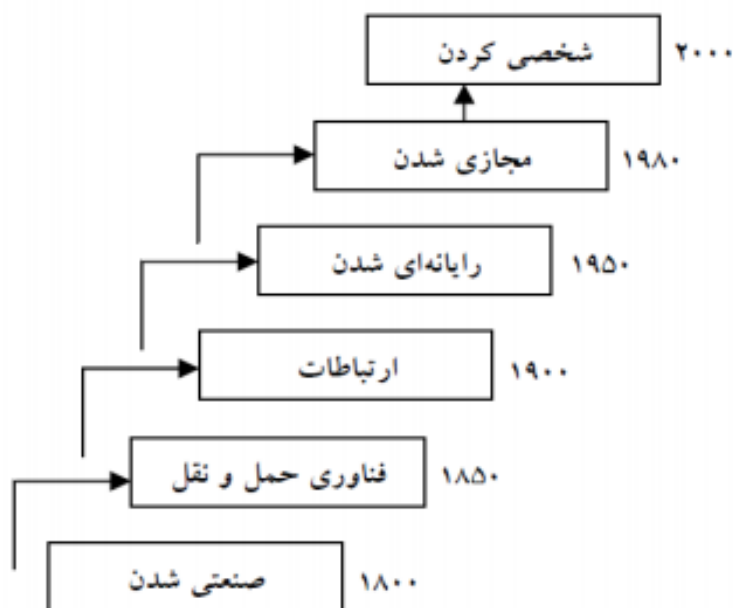 شخصی کردن ۲۰۰۰
مجازی شدن ۱۹۸۰
رایانه‌ای شدن ۱۹۵۰
ارتباطات ۱۹۰۰
فناوری حمل و نقل ۱۸۵۰
صنعتی شدن ۱۸۰۰